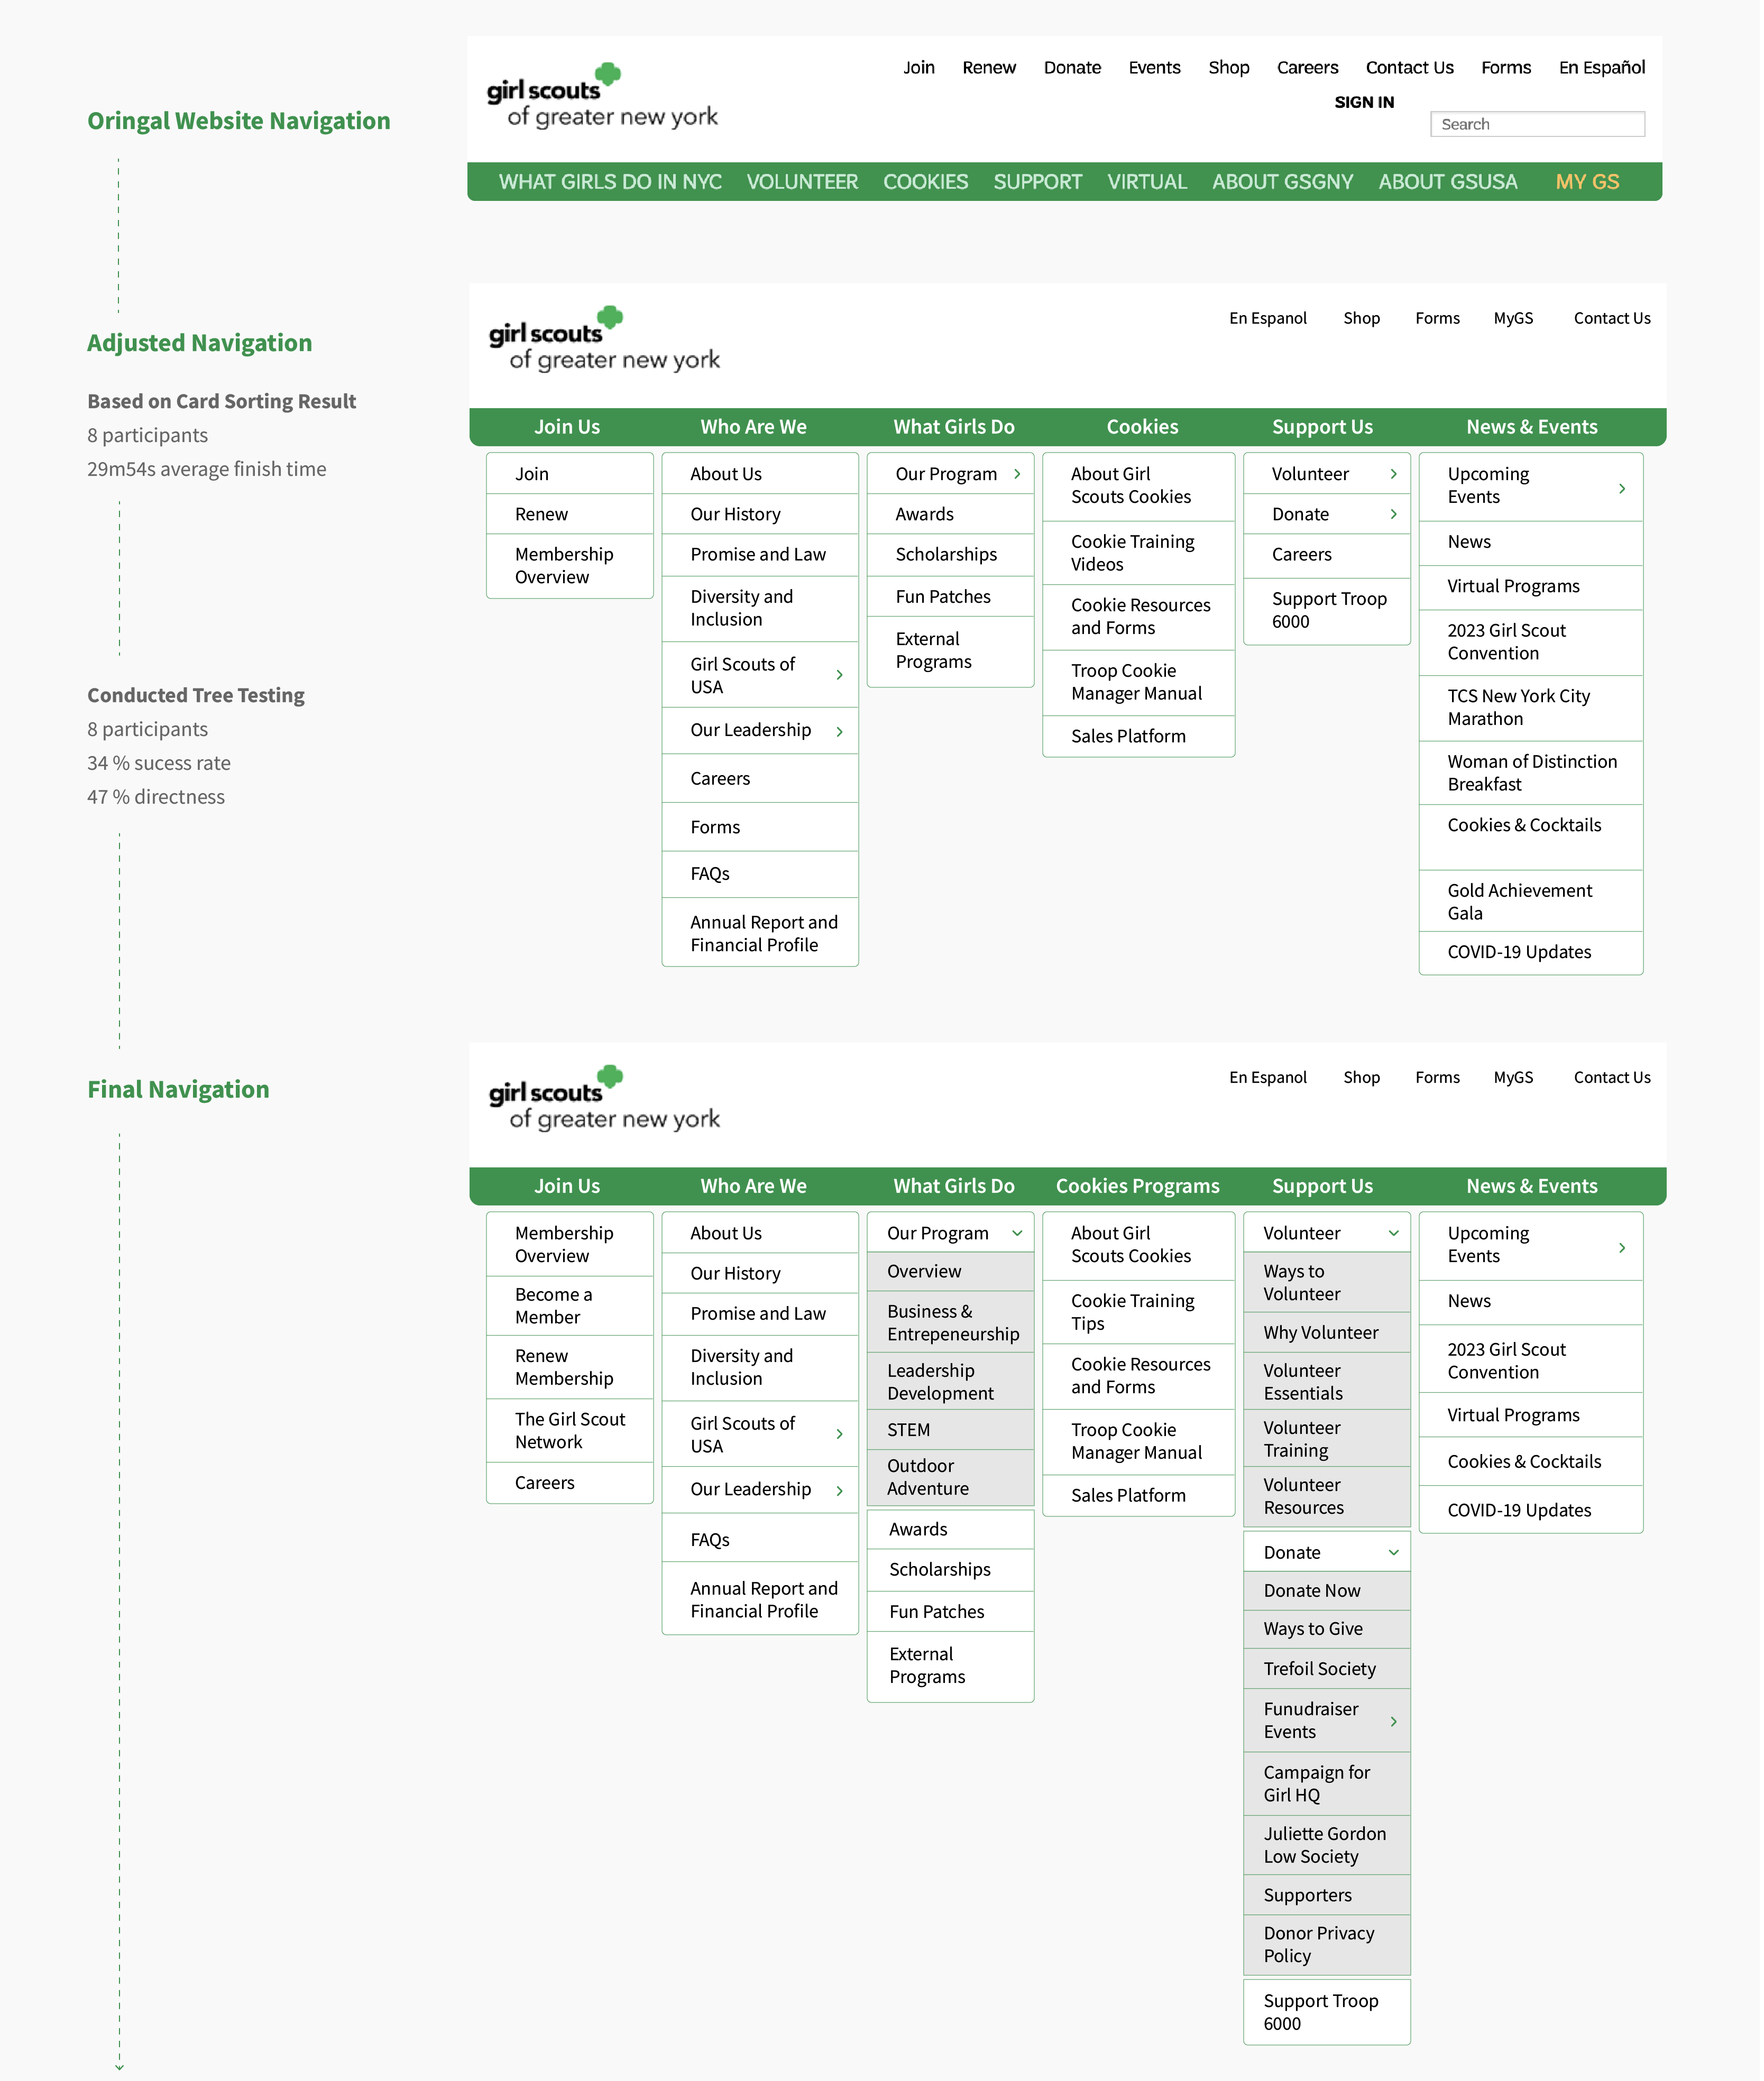 Oringal Website Navigation
girl scouts
of greater new york
Join Renew Donate Events Shop Careers Contact Us Forms En Español
SIGN IN
Search
WHAT GIRLS DO IN NYC VOLUNTEER COOKIES SUPPORT VIRTUAL ABOUT GSGNY ABOUT GSUSA MY GS
Adjusted Navigation
Based on Card Sorting Result
8 participants
29m54s average finish time
Conducted Tree Testing
8 participants
34 % sucess rate
47 % directness
girl scouts
of greater new york
En Espanol Shop Forms MyGS Contact Us
Join Us Who Are We What Girls Do Cookies Support Us News & Events
Join
Renew
Membership
Overview
About Us
Our History
Promise and Law
Diversity and
Inclusion
Girl Scouts of
USA
Our Leadership
Careers
Forms
FAQs
Annual Report and
Financial Profile
Our Program
Awards
Scholarships
Fun Patches
External
Programs
About Girl
Scouts Cookies
Cookie Training
Videos
Cookie Resources
and Forms
Troop Cookie
Manager Manual
Sales Platform
Volunteer
Donate
Careers
Support Troop
6000
Upcoming
Events
News
Virtual Programs
2023 Girl Scout
Convention
TCS New York City
Marathon
Woman of Distinction
Breakfast
Cookies & Cocktails
Gold Achievement
Gala
COVID-19 Updates
Final Navigation
girl scouts
of greater new york
En Espanol Shop Forms MyGS Contact Us
Join Us Who Are We What Girls Do Cookies Programs Support Us News & Events
Membership
Overview
Become a
Member
Renew
Membership
The Girl Scout
Network
Careers
About Us
Our History
Promise and Law
Diversity and
Inclusion
Girl Scouts of
USA
Our Leadership
FAQs
Annual Report and
Financial Profile
Our Program
Overview
Business &
Entrepeneurship
Leadership
Development
STEM
Outdoor
Adventure
Awards
Scholarships
Fun Patches
External
Programs
About Girl
Scouts Cookies
Cookie Training
Tips
Cookie Resources
and Forms
Troop Cookie
Manager Manual
Sales Platform
Volunteer
Ways to
Volunteer
Why Volunteer
Volunteer
Essentials
Volunteer
Training
Volunteer
Resources
Donate
Donate Now
Ways to Give
Trefoil Society
Funudraiser
Events
Campaign for
Girl HQ
Juliette Gordon
Low Society
Supporters
Donor Privacy
Policy
Support Troop
6000
Upcoming
Events
News
2023 Girl Scout
Convention
Virtual Programs
Cookies & Cocktails
COVID-19 Updates